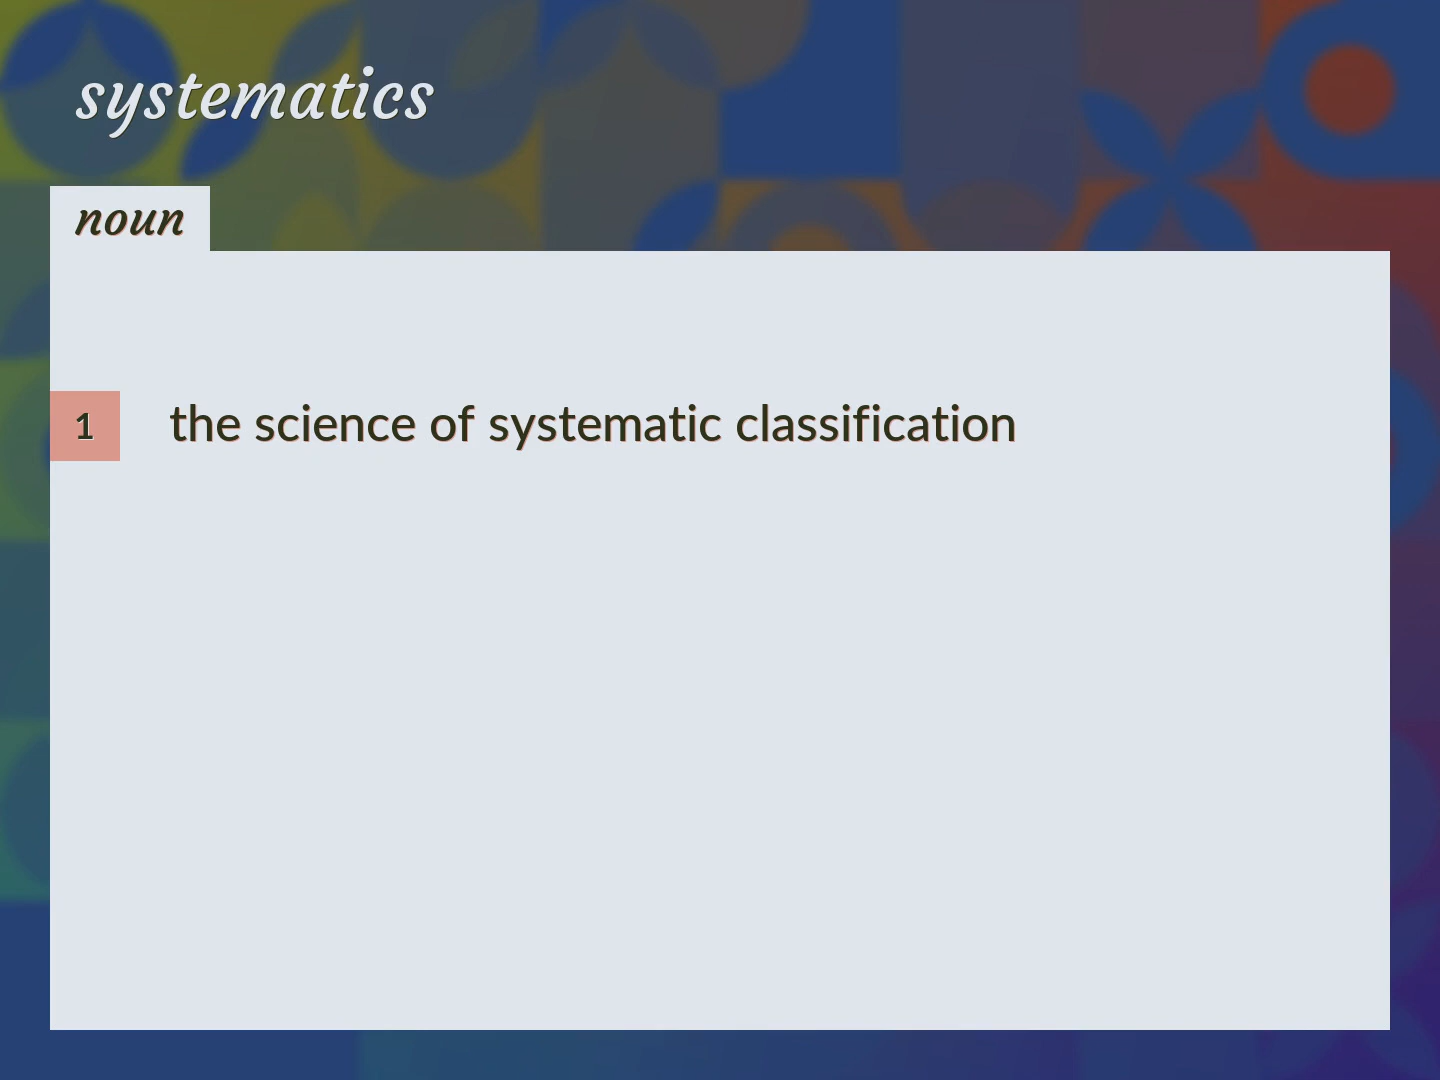 systematics
noun
1 the science of systematic classification